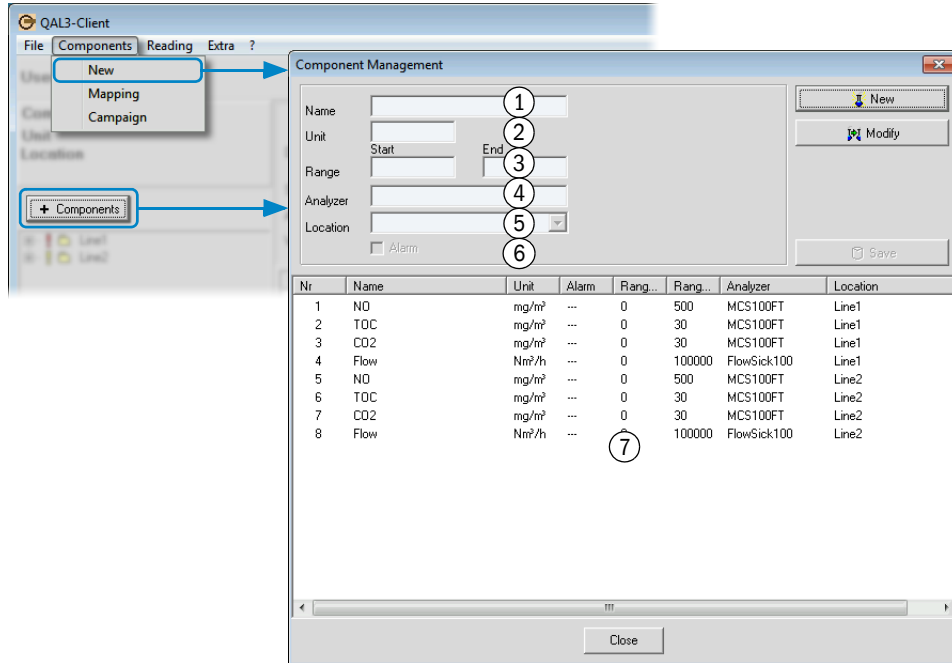 QAL3-Client
File Components Reading Extra ?
New
Mapping
Campaign
+ Components
Line1
Line2
Location
Component Management
Name 1
Unit 2
Start End
Range 3
Analyzer 4
Location 5
Alarm 6
New
Modify
Save
Nr Name Unit Alarm Rang... Rang... Analyzer Location
1 NO mg/m³ --- 0 500 MCS100FT Line1
2 TOC mg/m³ --- 0 30 MCS100FT Line1
3 CO2 mg/m³ --- 0 30 MCS100FT Line1
4 Flow Nm³/h --- 0 100000 FlowSick100 Line1
5 NO mg/m³ --- 0 500 MCS100FT Line2
6 TOC mg/m³ --- 0 30 MCS100FT Line2
7 CO2 mg/m³ --- 0 30 MCS100FT Line2
8 Flow Nm³/h --- 100000 FlowSick100 Line2
7
Close